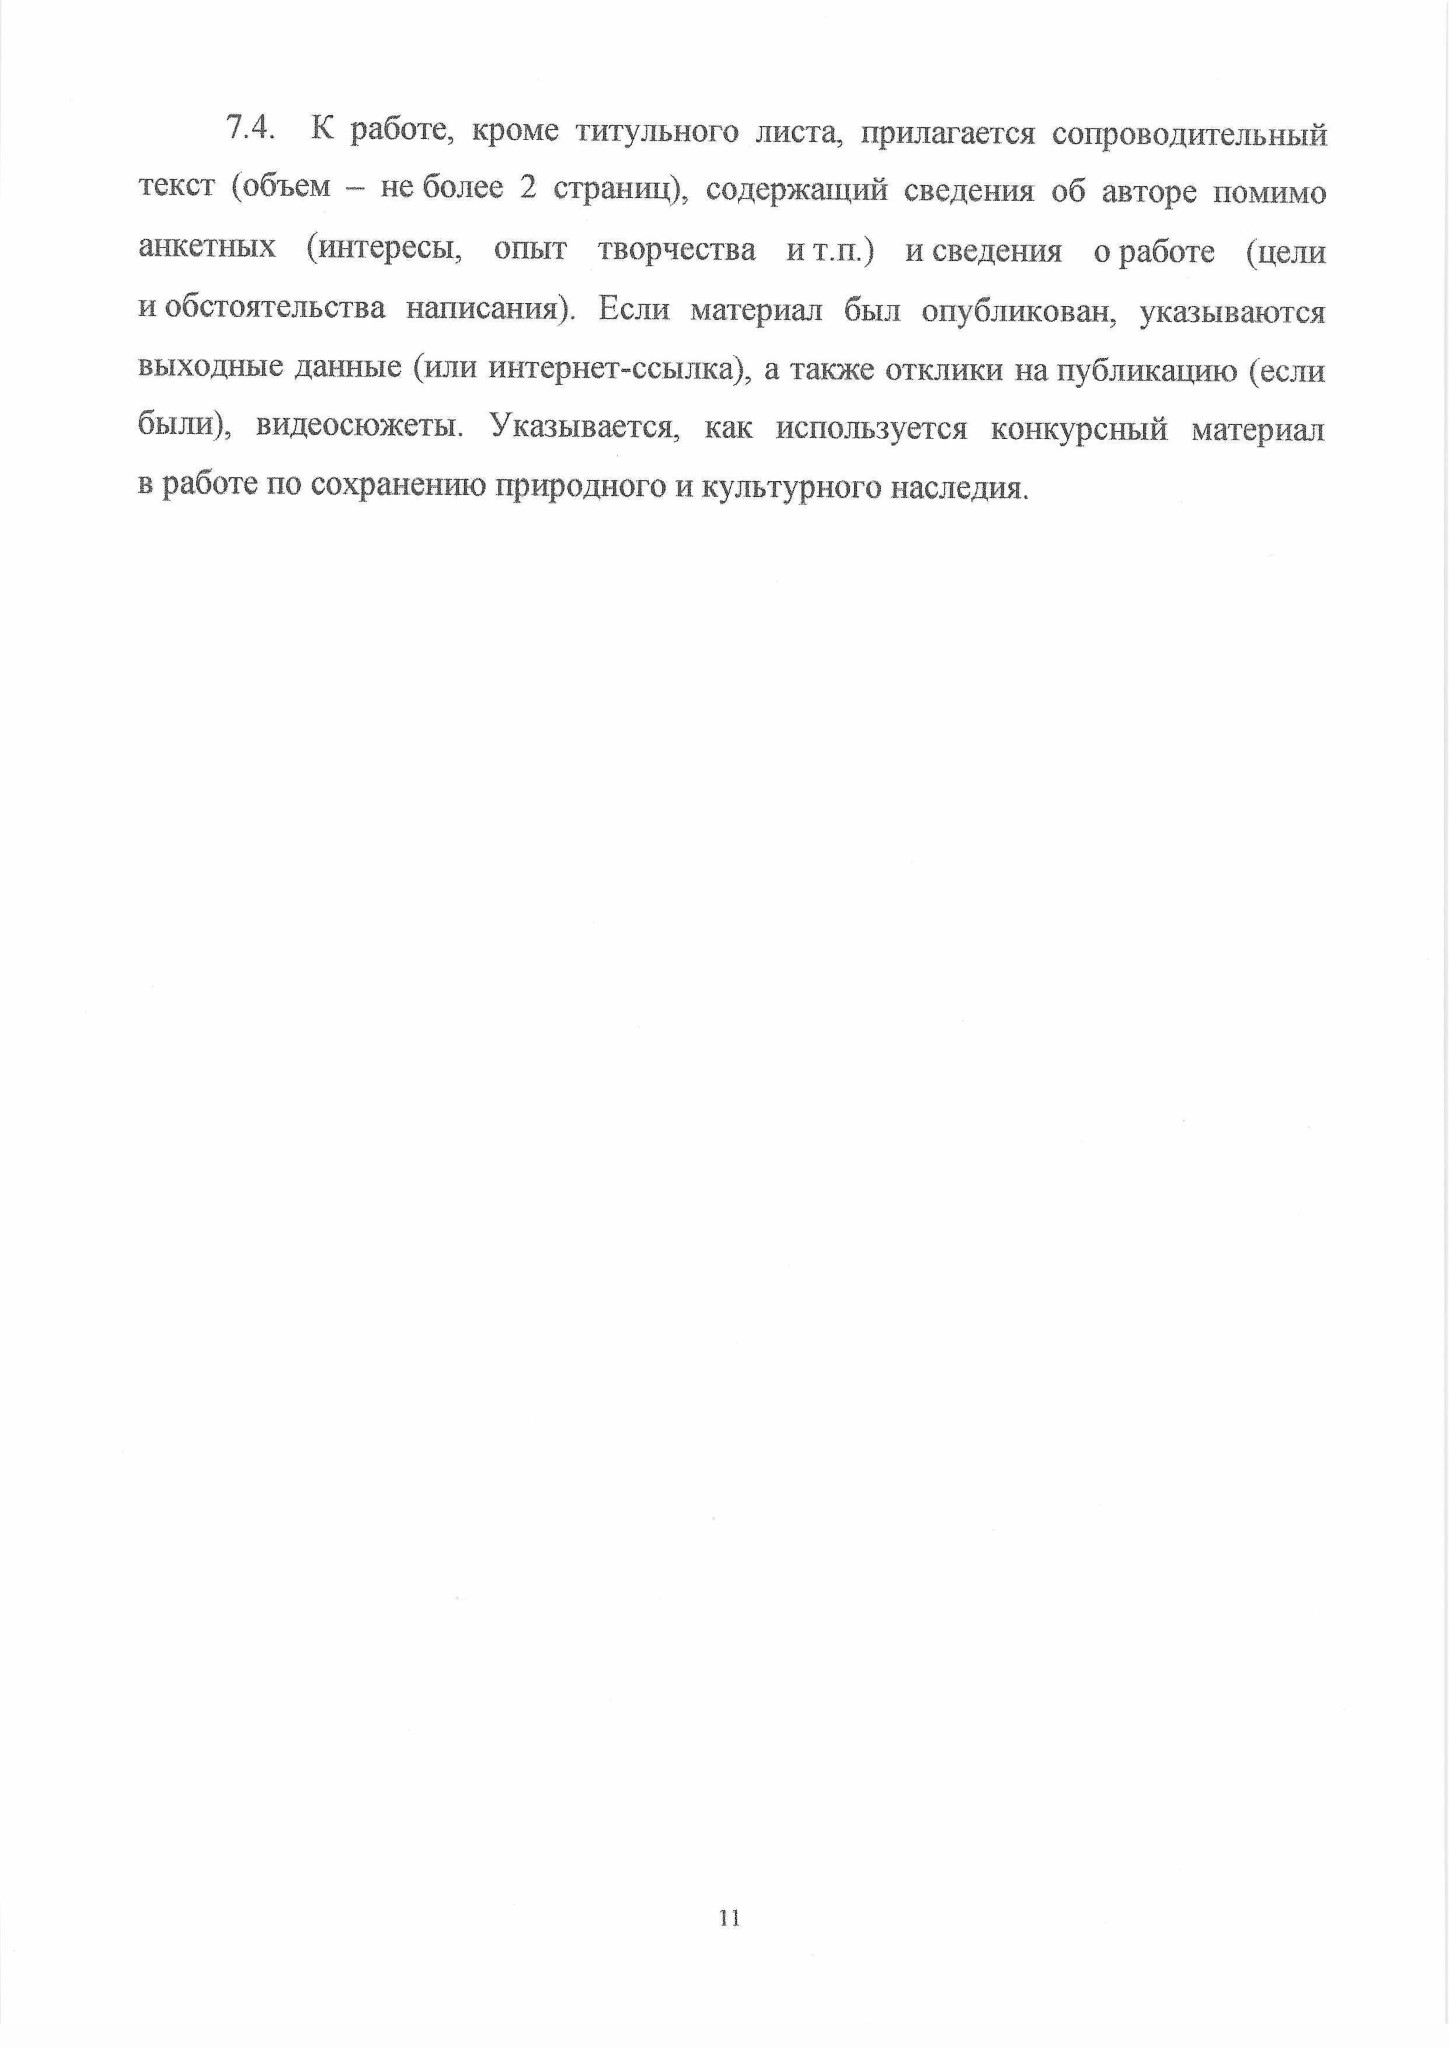 7.4. К работе, кроме титульного листа, прилагается сопроводительный
текст (объем – не более 2 страниц), содержащий сведения об авторе помимо
анкетных (интересы, опыт творчества и т.п.) и сведения о работе (цели
и обстоятельства написания). Если материал был опубликован, указываются
выходные данные (или интернет-ссылка), а также отклики на публикацию (если
были), видеосюжеты. Указывается, как используется конкурсный материал
в работе по сохранению природного и культурного наследия.
11